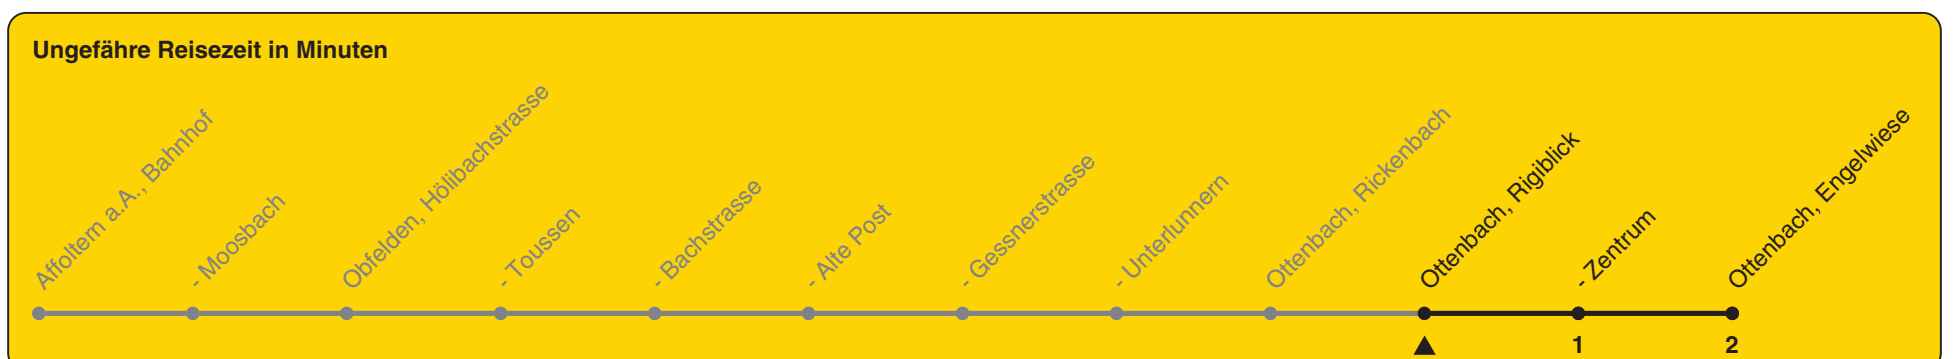 Ungefähre Reisezeit in Minuten
Affoltern a.A., Bahnhof
- Moosbach
Obfelden, Hölibachstrasse
- Toussen
- Bachstrasse
- Alte Post
- Gessnerstrasse
- Unterlunnern
Ottenbach, Rickenbach
Ottenbach, Rigiblick
- Zentrum
Ottenbach, Engelwiese
1
2